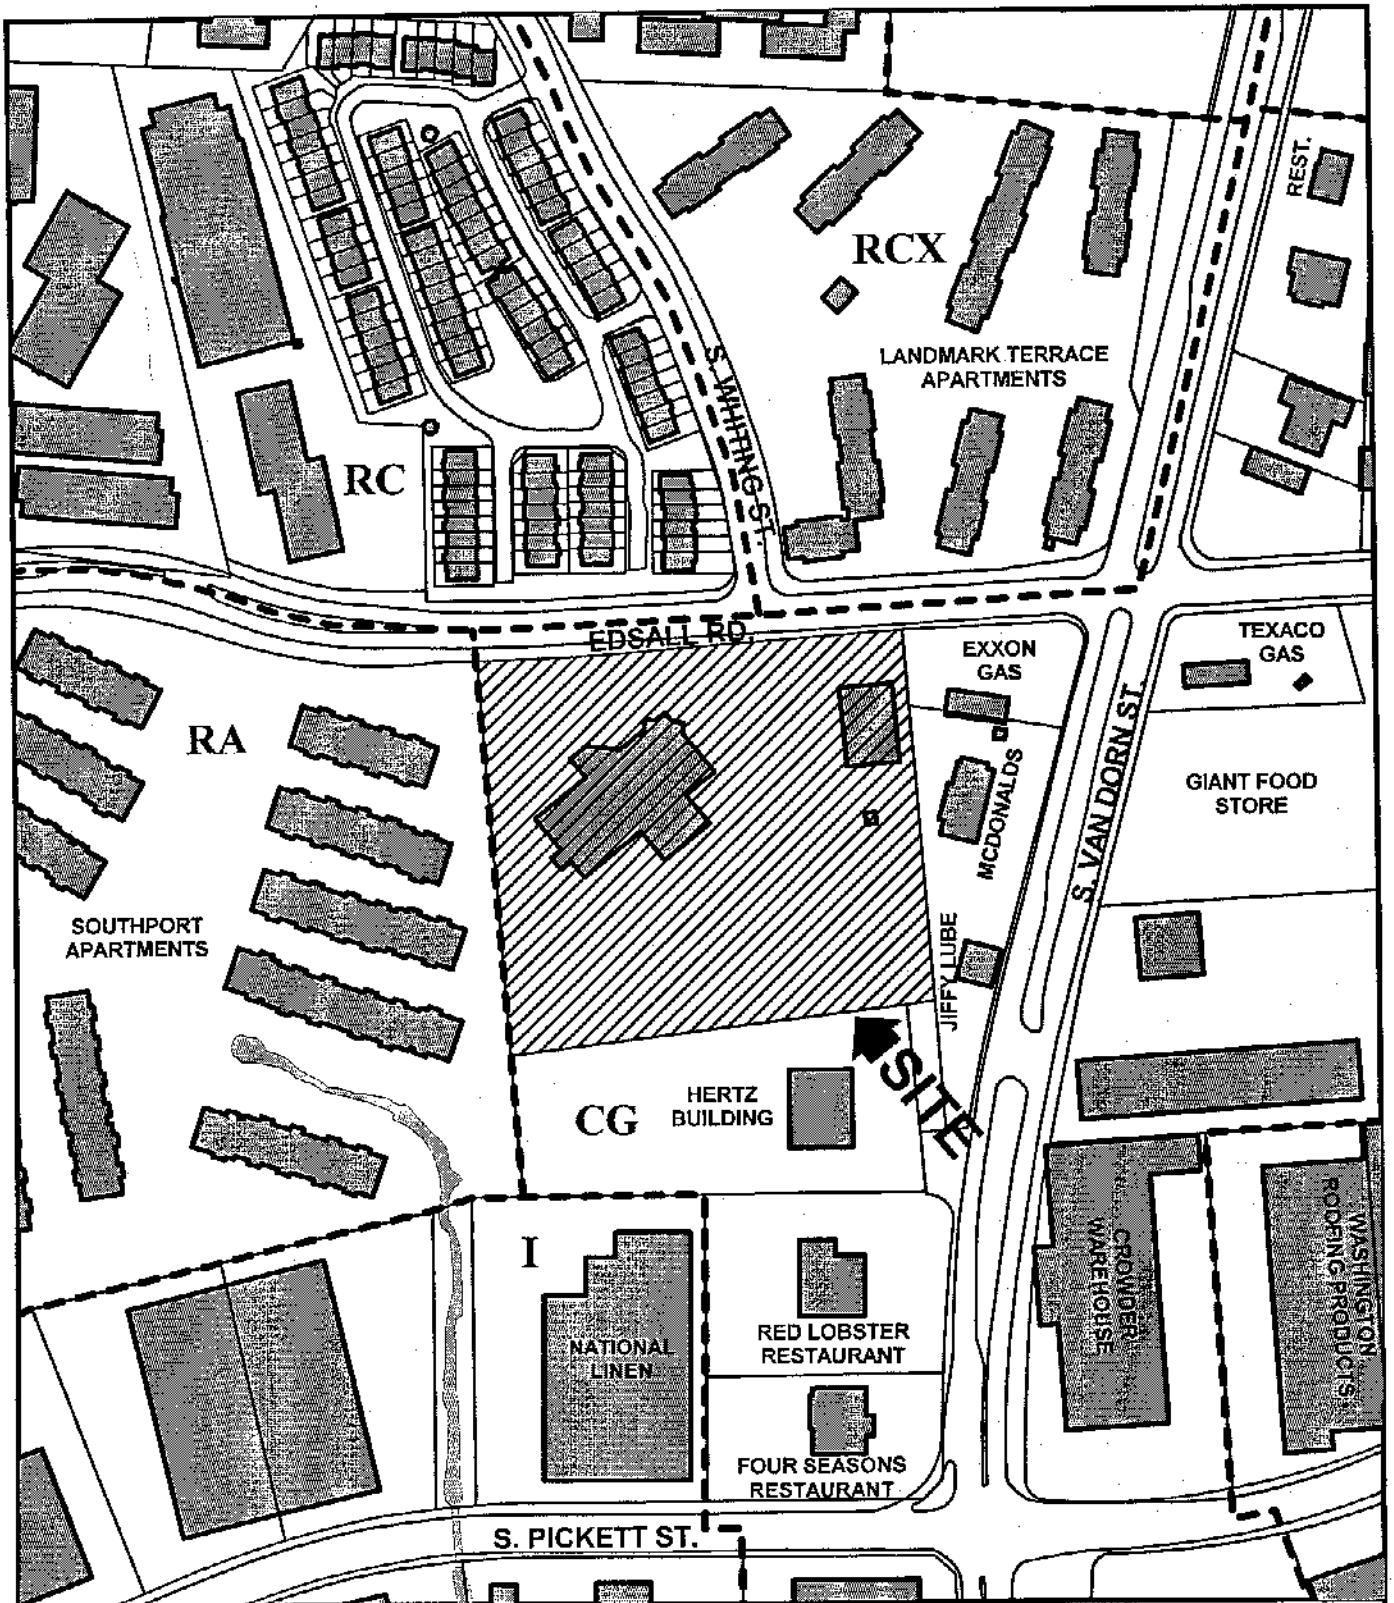 REST.
RCX
LANDMARK TERRACE
APARTMENTS
S. WHITING ST.
RC
EDSALL RD.
EXXON
GAS
TEXACO
GAS
RA
S. VAN DORN ST.
MCDONALDS
GIANT FOOD
STORE
SOUTHPORT
APARTMENTS
JIFFY LUBE
SITE
HERTZ
BUILDING
CG
I
CROWDER
WAREHOUSE
WASHINGTON
ROOFING PRODUCTS
NATIONAL
LINEN
RED LOBSTER
RESTAURANT
FOUR SEASONS
RESTAURANT
S. PICKETT ST.